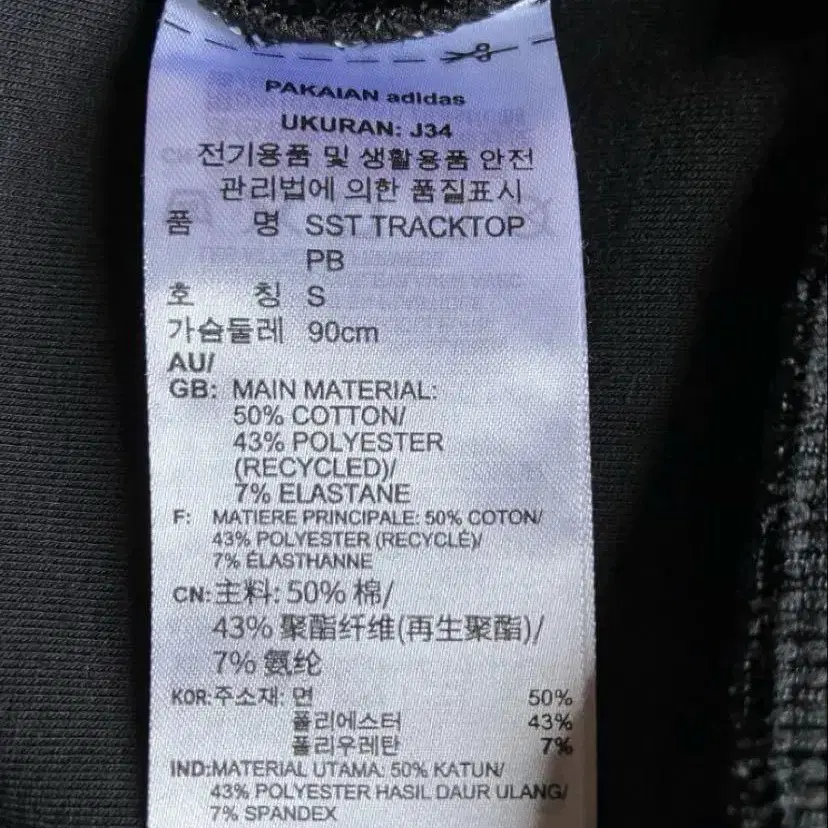 PAKAIAN adidas
UKURAN: J34
전기용품 및 생활용품 안전
관리법에 의한 품질표시
품 명 SST TRACKTOP
PB
호 칭 S
가슴둘레 90cm
AU/
GB: MAIN MATERIAL:
50% COTTON/
43% POLYESTER
(RECYCLED)/
7% ELASTANE
F: MATIERE PRINCIPALE: 50% COTON/
43% POLYESTER (RECYCLÉ)/
7% ÉLASTHANNE
CN:主料: 50% 棉/
43% 聚酯纤维(再生聚酯)/
7% 氨纶
KOR:주소재: 면 50%
폴리에스터 43%
폴리우레탄 7%
IND:MATERIAL UTAMA: 50% KATUN/
43% POLYESTER HASIL DAUR ULANG/
7% SPANDEX